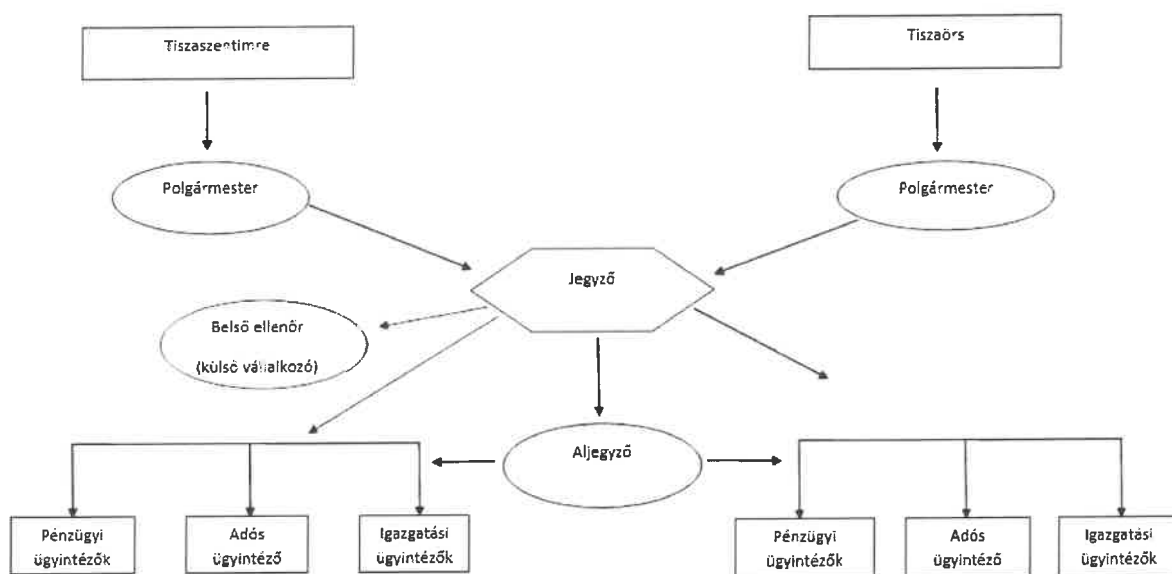 Tiszaszentimre
Tiszaörs
Polgármester
Polgármester
Jegyző
Belső ellenőr
(külső vállalkozó)
Aljegyző
Pénzügyi
ügyintézők
Adós
ügyintéző
Igazgatási
ügyintézők
Pénzügyi
ügyintézők
Adós
ügyintéző
Igazgatási
ügyintézők